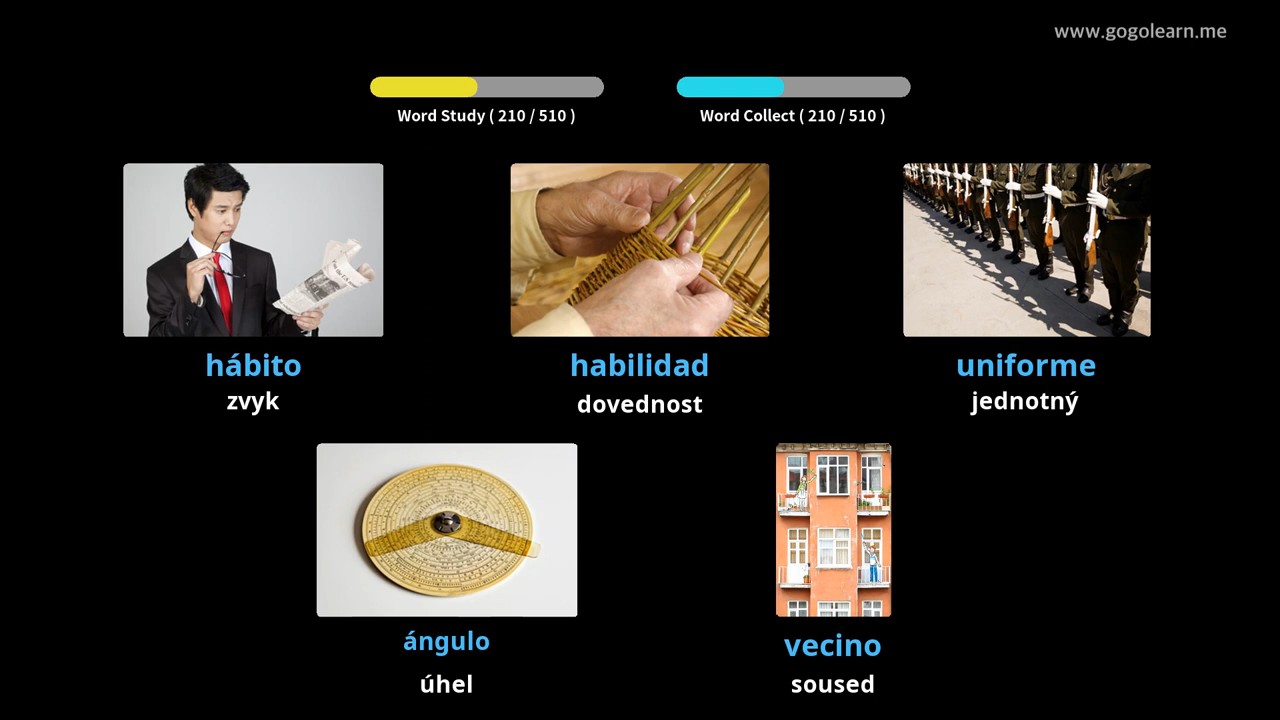 www.gogolearn.me
Word Study ( 210 / 510 )
Word Collect ( 210 / 510 )
hábito
zvyk
habilidad
dovednost
uniforme
jednotný
ángulo
úhel
vecino
soused